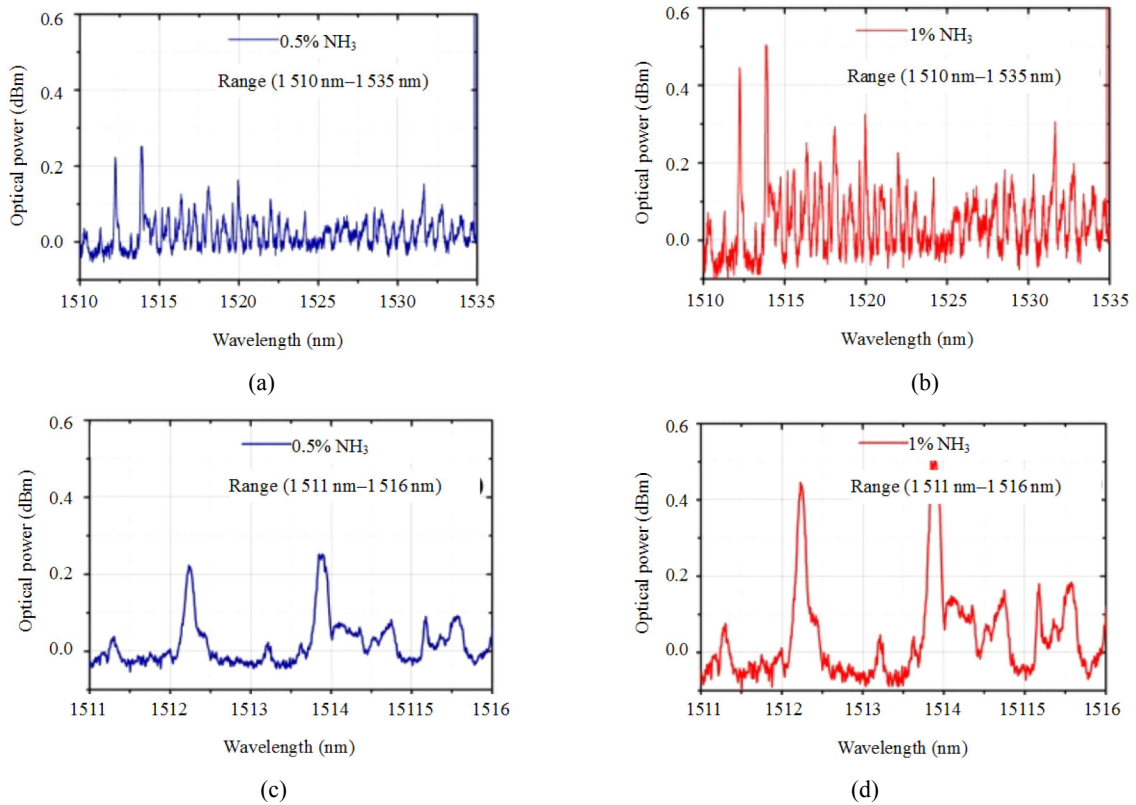 0.6
0.5% NH₃
Range (1 510 nm–1 535 nm)
0.4
0.2
0.0
Optical power (dBm)
1510 1515 1520 1525 1530 1535
Wavelength (nm)
(a)
0.6
1% NH₃
Range (1 510 nm–1 535 nm)
0.4
0.2
0.0
Optical power (dBm)
1510 1515 1520 1525 1530 1535
Wavelength (nm)
(b)
0.6
0.5% NH₃
Range (1 511 nm–1 516 nm)
0.4
0.2
0.0
Optical power (dBm)
1511 1512 1513 1514 15115 1516
Wavelength (nm)
(c)
0.6
1% NH₃
Range (1 511 nm–1 516 nm)
0.4
0.2
0.0
Optical power (dBm)
1511 1512 1513 1514 15115 1516
Wavelength (nm)
(d)